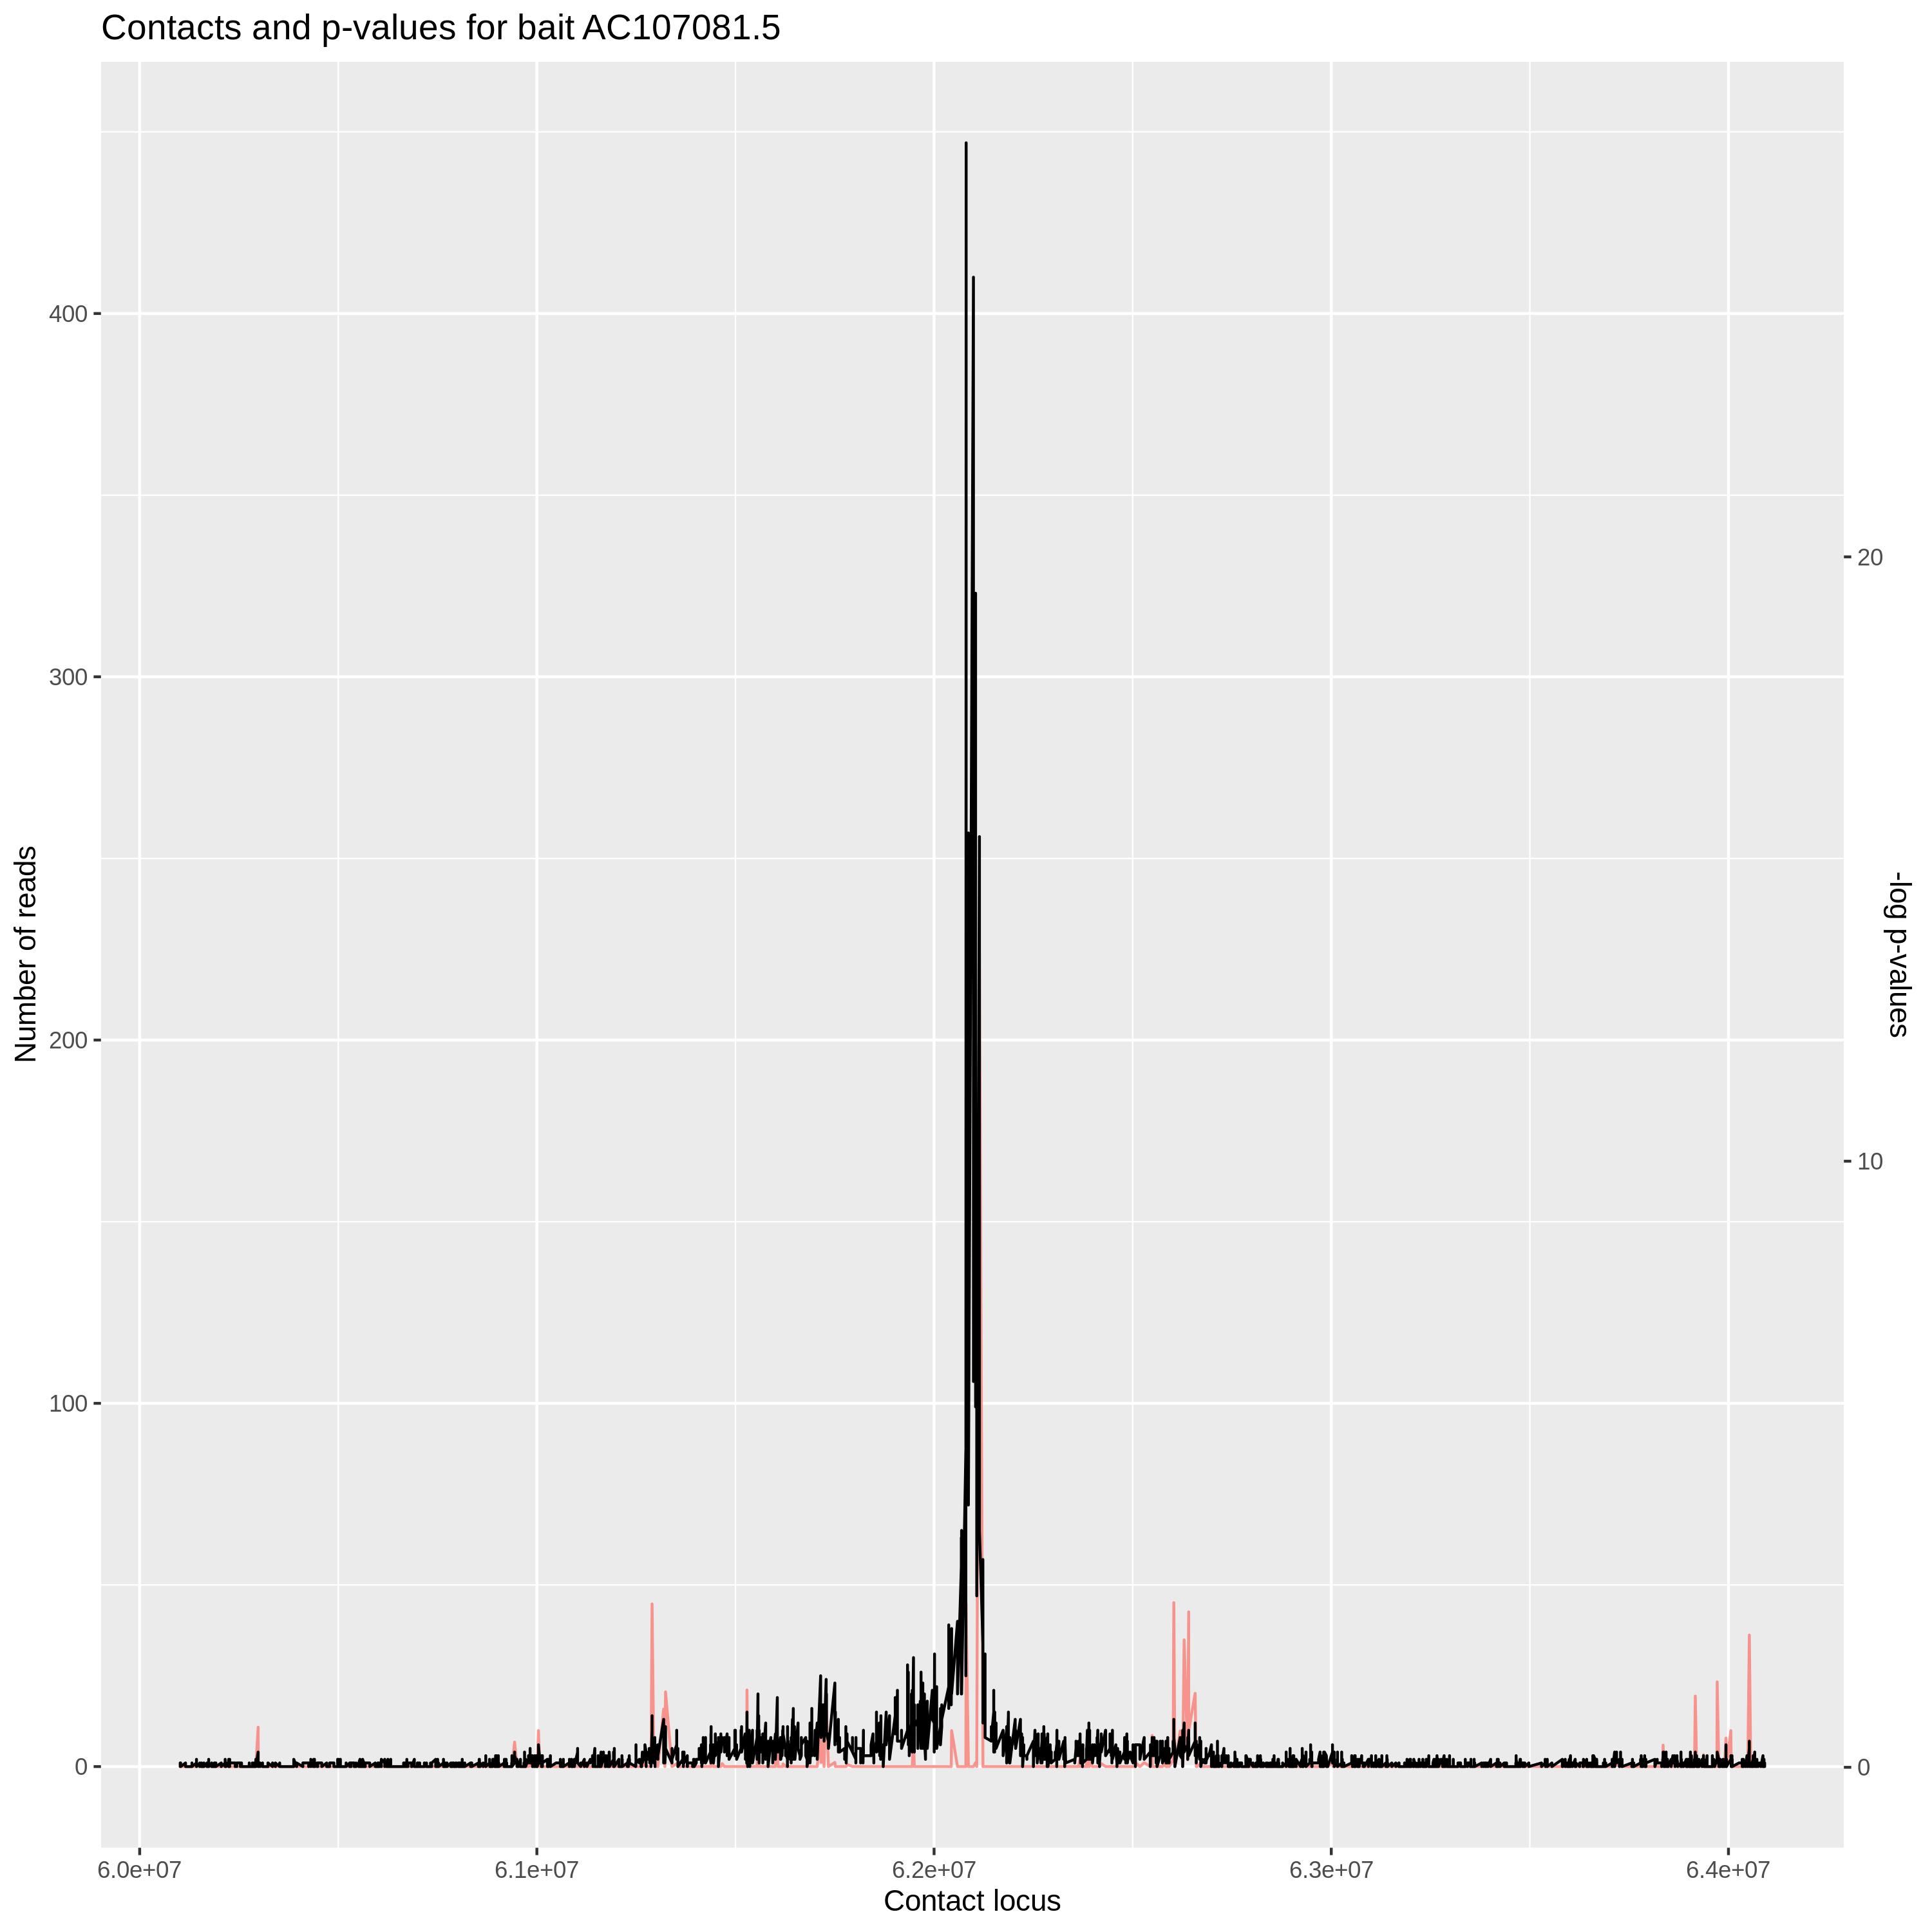 Contacts and p-values for bait AC107081.5
400
300
200
100
0
Number of reads
20
10
0
-log p-values
6.0e+07
6.1e+07
6.2e+07
6.3e+07
6.4e+07
Contact locus